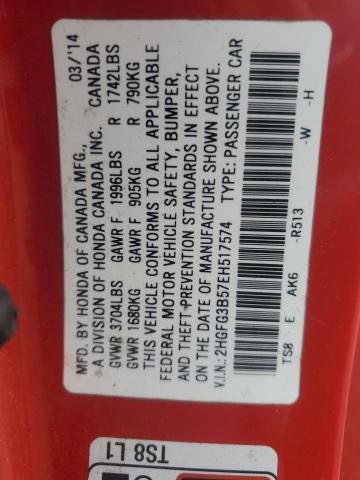 MFD. BY HONDA OF CANADA MFG., 03/'14
A DIVISION OF HONDA CANADA INC. CANADA
GVWR 3704LBS GAWR F 1996LBS R 1742LBS
GVWR 1680KG GAWR F 905KG R 790KG
THIS VEHICLE CONFORMS TO ALL APPLICABLE
FEDERAL MOTOR VEHICLE SAFETY, BUMPER,
AND THEFT PREVENTION STANDARDS IN EFFECT
ON THE DATE OF MANUFACTURE SHOWN ABOVE.
V.I.N.: 2HGFG3B57EH517574 TYPE: PASSENGER CAR
TS8 E AK6 -R513 -W -H
TS8 L1